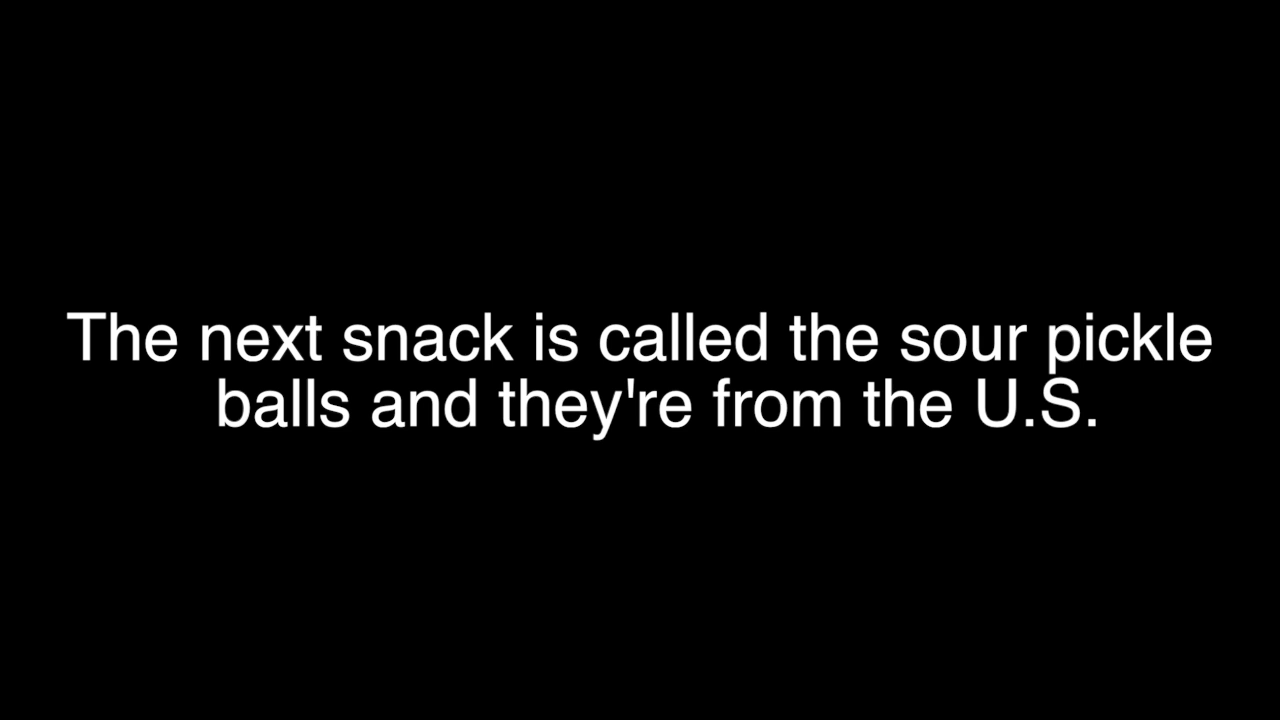 The next snack is called the sour pickle
balls and they're from the U.S.